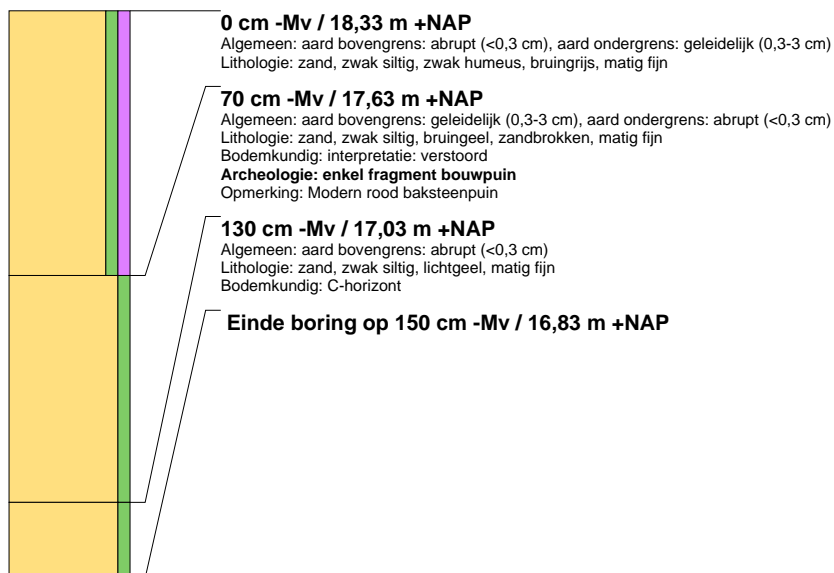 0 cm -Mv / 18,33 m +NAP
Algemeen: aard bovengrens: abrupt (<0,3 cm), aard ondergrens: geleidelijk (0,3-3 cm)
Lithologie: zand, zwak siltig, zwak humeus, bruingrijs, matig fijn
70 cm -Mv / 17,63 m +NAP
Algemeen: aard bovengrens: geleidelijk (0,3-3 cm), aard ondergrens: abrupt (<0,3 cm)
Lithologie: zand, zwak siltig, bruingeel, zandbrokken, matig fijn
Bodemkundig: interpretatie: verstoord
Archeologie: enkel fragment bouwpuin
Opmerking: Modern rood baksteenpuin
130 cm -Mv / 17,03 m +NAP
Algemeen: aard bovengrens: abrupt (<0,3 cm)
Lithologie: zand, zwak siltig, lichtgeel, matig fijn
Bodemkundig: C-horizont
Einde boring op 150 cm -Mv / 16,83 m +NAP